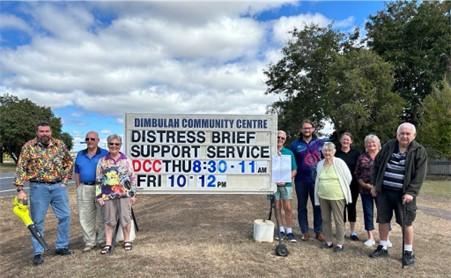 DIMBULAH COMMUNITY CENTRE
DISTRESS BRIEF
SUPPORT SERVICE
DCC THU 8:30 - 11 AM
FRI 10 - 12 PM